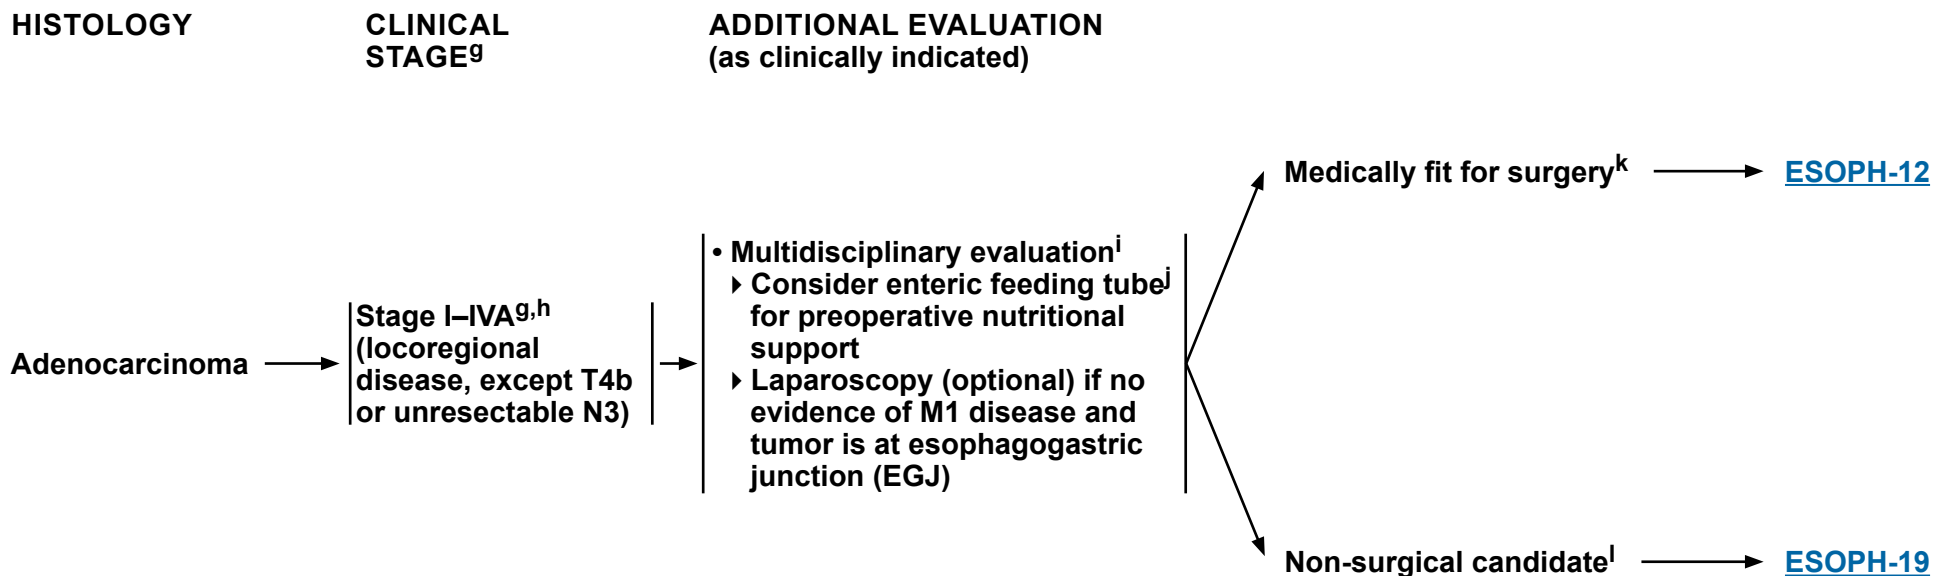 HISTOLOGY
CLINICAL
STAGEg
ADDITIONAL EVALUATION
(as clinically indicated)
Adenocarcinoma
Stage I–IVAg,h
(locoregional
disease, except T4b
or unresectable N3)
• Multidisciplinary evaluationi
▸ Consider enteric feeding tubej
for preoperative nutritional
support
▸ Laparoscopy (optional) if no
evidence of M1 disease and
tumor is at esophagogastric
junction (EGJ)
Medically fit for surgeryk
ESOPH-12
Non-surgical candidatel
ESOPH-19